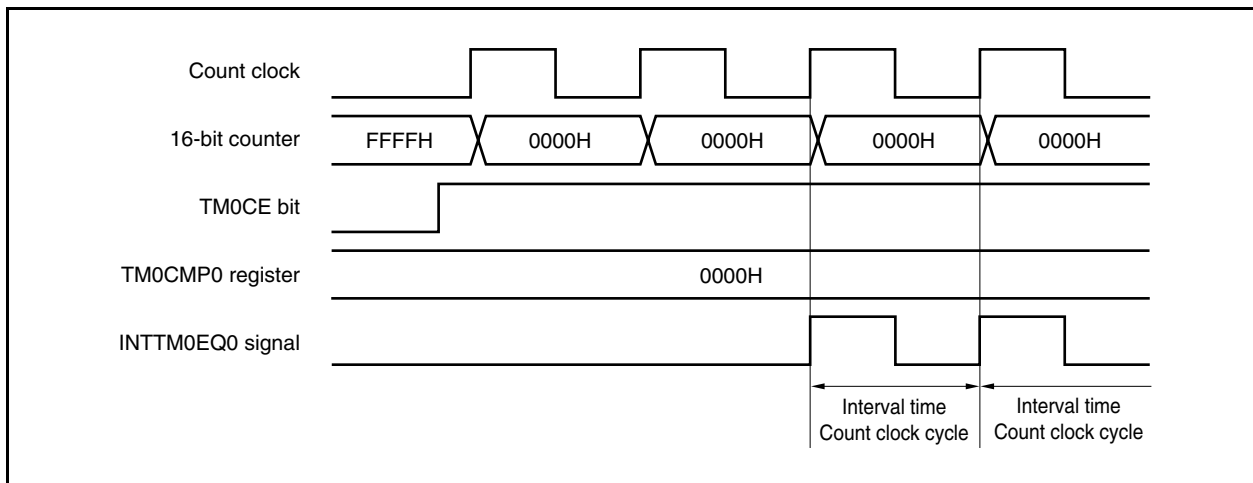 Count clock
16-bit counter FFFFH 0000H 0000H 0000H 0000H
TM0CE bit
TM0CMP0 register 0000H
INTTM0EQ0 signal
Interval time Interval time
Count clock cycle Count clock cycle